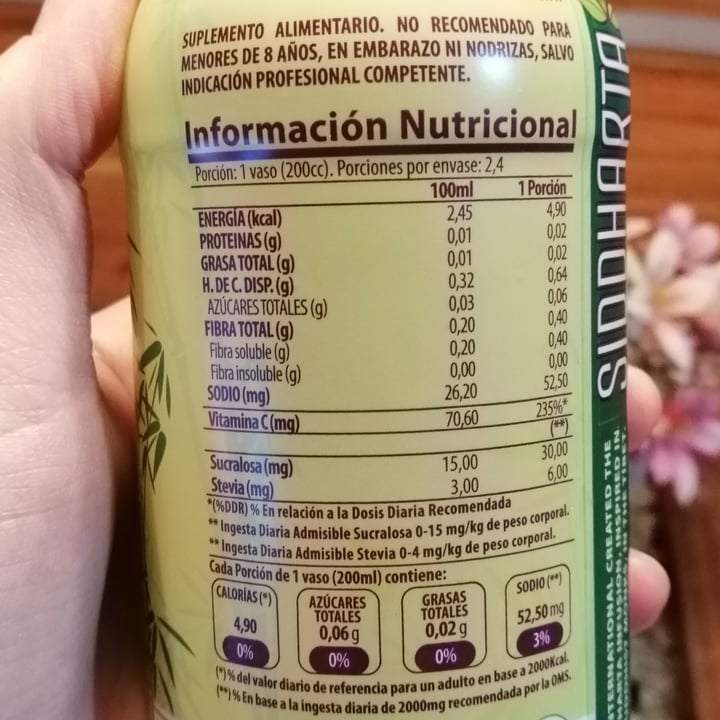 SUPLEMENTO ALIMENTARIO. NO RECOMENDADO PARA
MENORES DE 8 AÑOS, EN EMBARAZO NI NODRIZAS, SALVO
INDICACIÓN PROFESIONAL COMPETENTE.
Información Nutricional
Porción: 1 vaso (200cc). Porciones por envase: 2,4
100ml 1 Porción
ENERGÍA (kcal) 2,45 4,90
PROTEINAS (g) 0,01 0,02
GRASA TOTAL (g) 0,01 0,02
H. DE C. DISP. (g) 0,32 0,64
AZÚCARES TOTALES (g) 0,03 0,06
FIBRA TOTAL (g) 0,20 0,40
Fibra soluble (g) 0,20 0,40
Fibra insoluble (g) 0,00 0,00
SODIO (mg) 26,20 52,50
Vitamina C (mg) 70,60 235%*
(**)
Sucralosa (mg) 15,00 30,00
Stevia (mg) 3,00 6,00
*(%DDR) % En relación a la Dosis Diaria Recomendada
** Ingesta Diaria Admisible Sucralosa 0-15 mg/kg de peso corporal.
** Ingesta Diaria Admisible Stevia 0-4 mg/kg de peso corporal.
Cada Porción de 1 vaso (200ml) contiene:
CALORÍAS (*)
4,90
0%
AZÚCARES
TOTALES
0,06 g
0%
GRASAS
TOTALES
0,02 g
0%
SODIO (**)
52,50 mg
3%
(*) % del valor diario de referencia para un adulto en base a 2000Kcal.
(**) % En base a la ingesta diaria de 2000mg recomendada por la OMS.
SIDDHARTA
INTERNATIONAL CREATED THE
INFUSION, INSPIRED IN
IN THE TIBET.